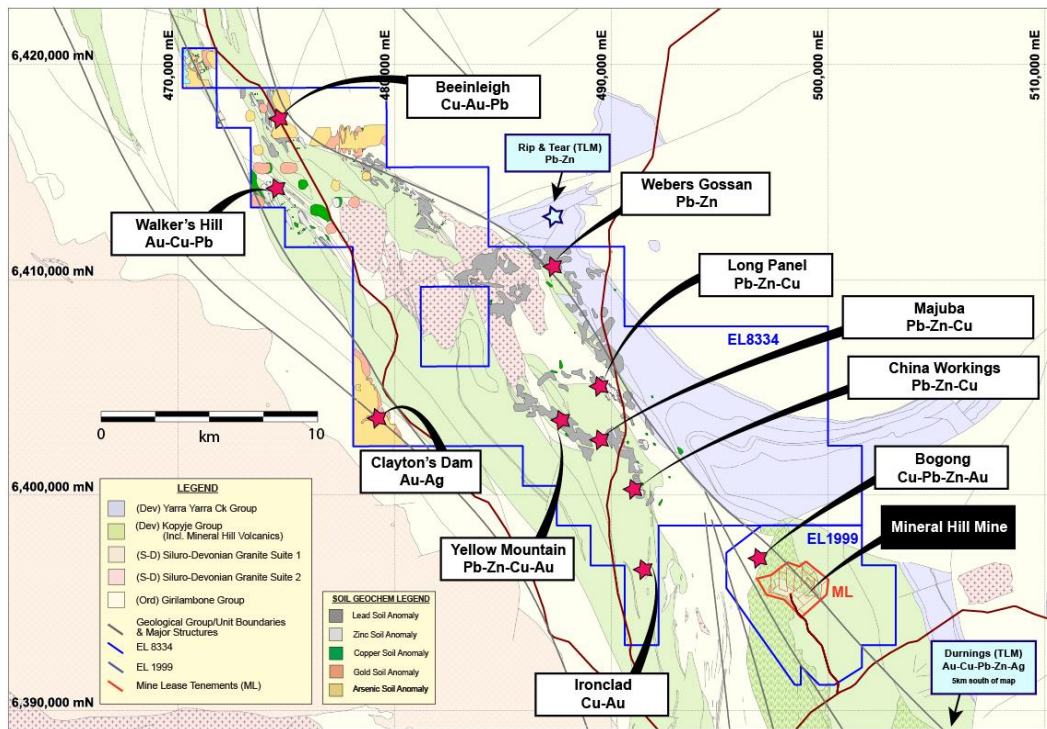 470,000 mE
480,000 mE
490,000 mE
500,000 mE
510,000 mE
6,420,000 mN
6,410,000 mN
6,400,000 mN
6,390,000 mN
Beeinleigh
Cu-Au-Pb
Rip & Tear (TLM)
Pb-Zn
Webers Gossan
Pb-Zn
Walker's Hill
Au-Cu-Pb
Long Panel
Pb-Zn-Cu
Majuba
Pb-Zn-Cu
EL8334
China Workings
Pb-Zn-Cu
0 10
km
Clayton's Dam
Au-Ag
Bogong
Cu-Pb-Zn-Au
Mineral Hill Mine
EL1999
ML
Yellow Mountain
Pb-Zn-Cu-Au
Ironclad
Cu-Au
Durnings (TLM)
Au-Cu-Pb-Zn-Ag
5km south of map
LEGEND
(Dev) Yarra Yarra Ck Group
(Dev) Kopyje Group
(Incl. Mineral Hill Volcanics)
(S-D) Siluro-Devonian Granite Suite 1
(S-D) Siluro-Devonian Granite Suite 2
(Ord) Girilambone Group
Geological Group/Unit Boundaries
& Major Structures
EL 8334
EL 1999
Mine Lease Tenements (ML)
SOIL GEOCHEM LEGEND
Lead Soil Anomaly
Zinc Soil Anomaly
Copper Soil Anomaly
Gold Soil Anomaly
Arsenic Soil Anomaly